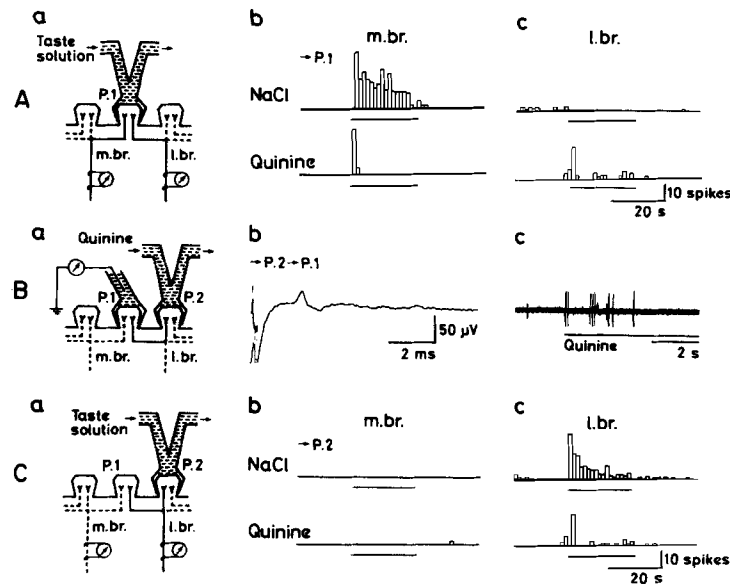 a
b
c
Taste solution
→ P.1
m.br.
l.br.
P.1
NaCl
A
m.br.
l.br.
Quinine
10 spikes
20 s
a
b
c
Quinine
→ P.2 → P.1
B
P.1
P.2
50 µV
m.br.
l.br.
2 ms
Quinine
2 s
a
b
c
Taste solution
→ P.2
m.br.
l.br.
C
P.1
P.2
NaCl
m.br.
l.br.
Quinine
10 spikes
20 s